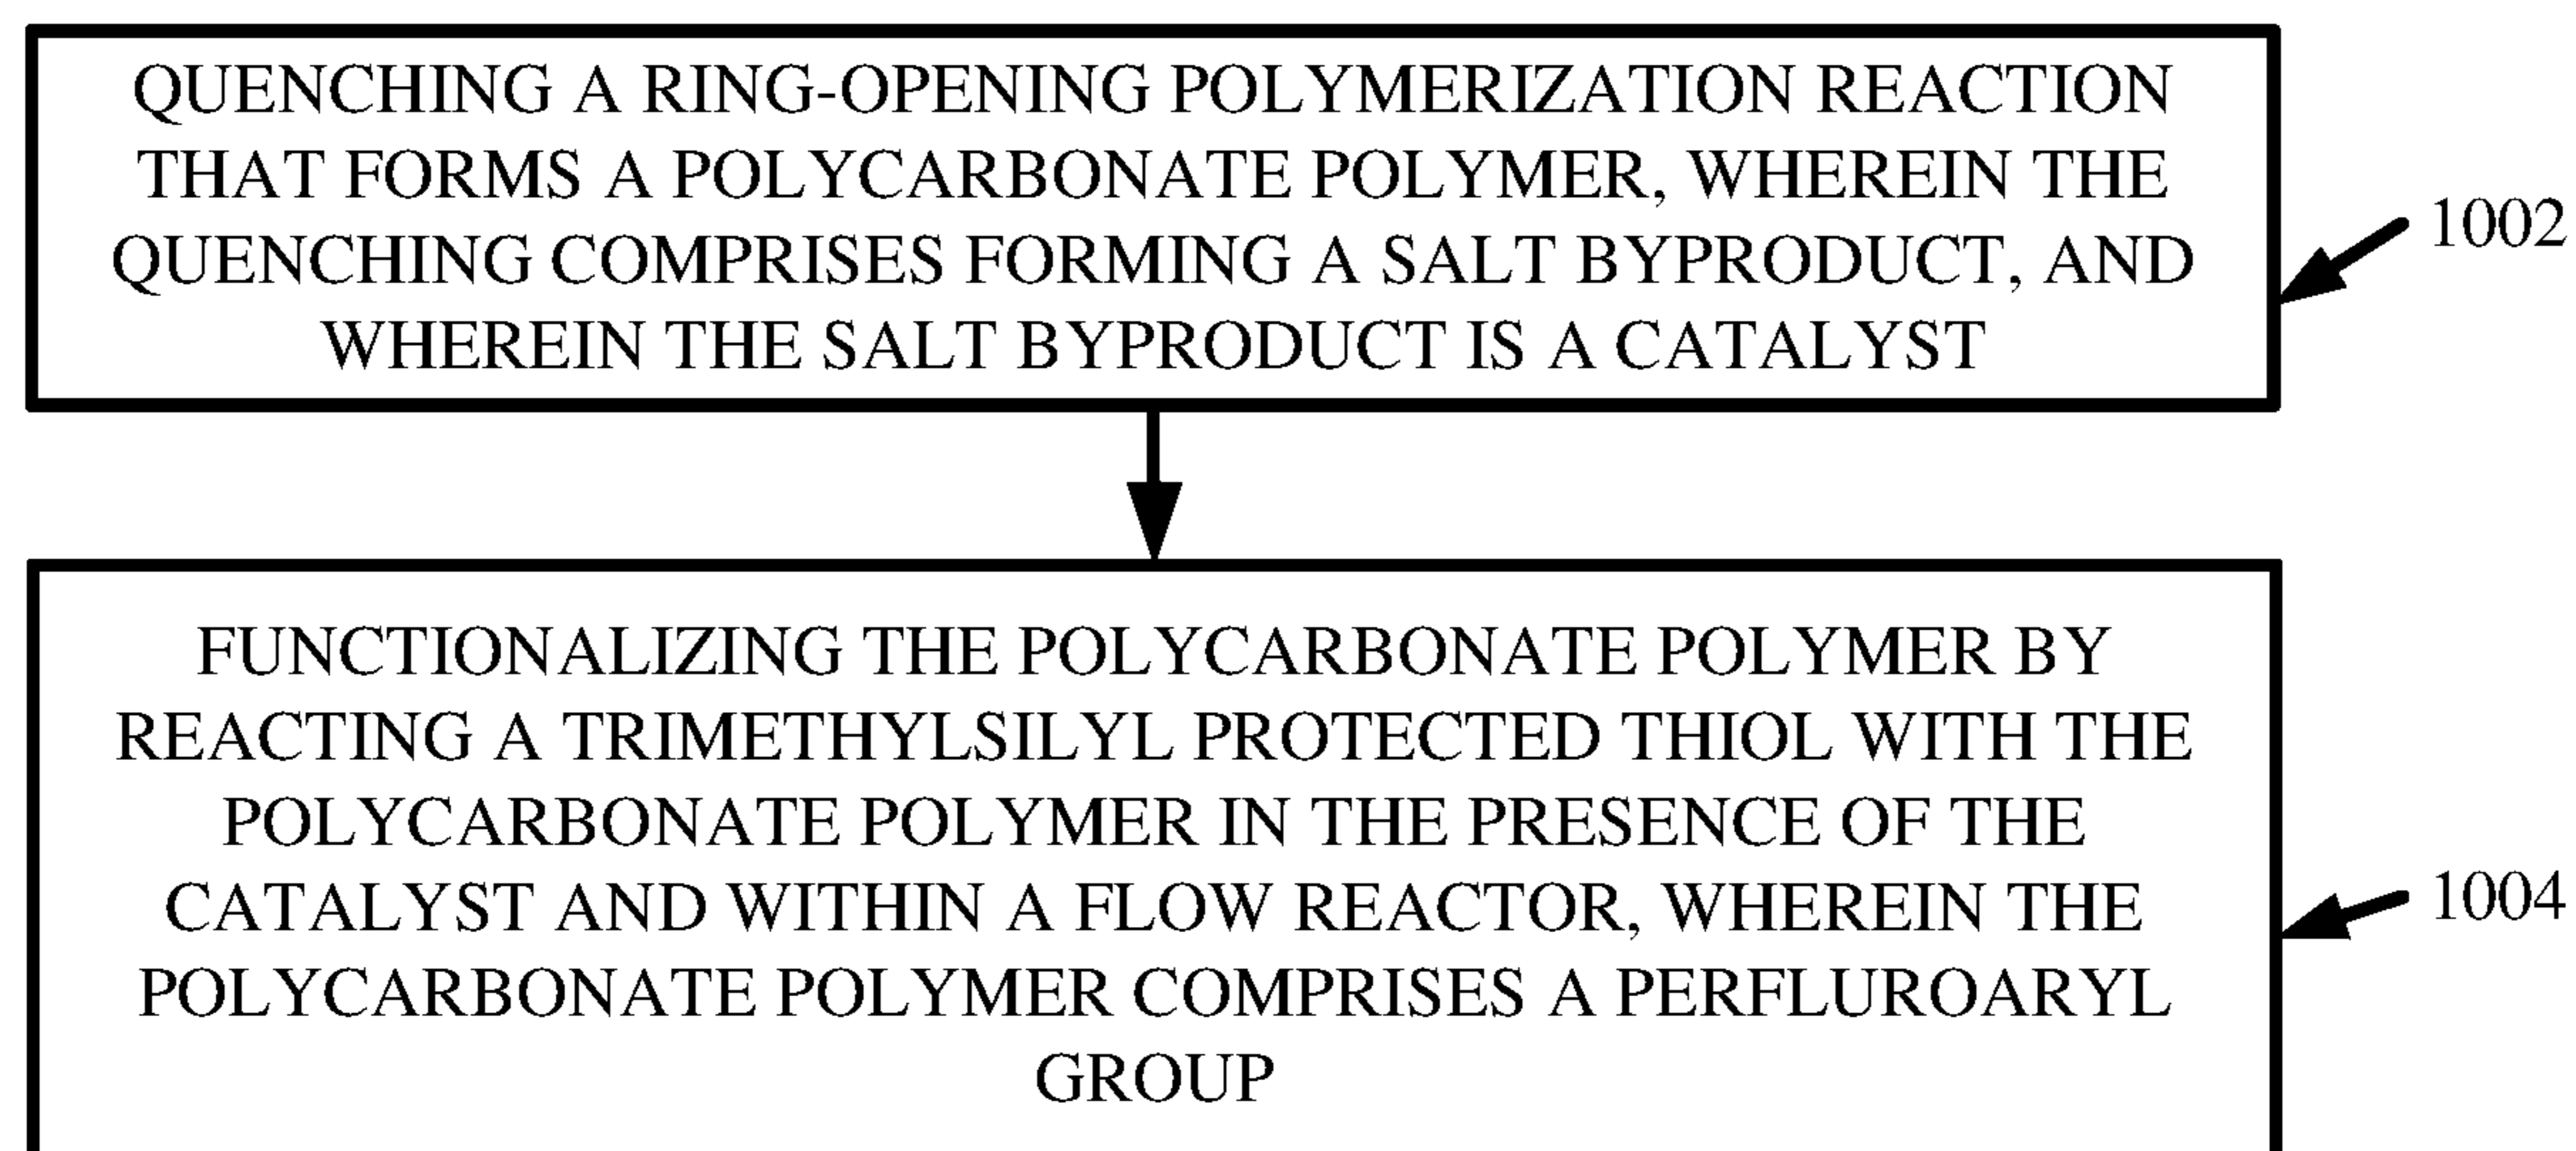 QUENCHING A RING-OPENING POLYMERIZATION REACTION
THAT FORMS A POLYCARBONATE POLYMER, WHEREIN THE
QUENCHING COMPRISES FORMING A SALT BYPRODUCT, AND
WHEREIN THE SALT BYPRODUCT IS A CATALYST
1002
FUNCTIONALIZING THE POLYCARBONATE POLYMER BY
REACTING A TRIMETHYLSILYL PROTECTED THIOL WITH THE
POLYCARBONATE POLYMER IN THE PRESENCE OF THE
CATALYST AND WITHIN A FLOW REACTOR, WHEREIN THE
POLYCARBONATE POLYMER COMPRISES A PERFLUROARYL
GROUP
1004